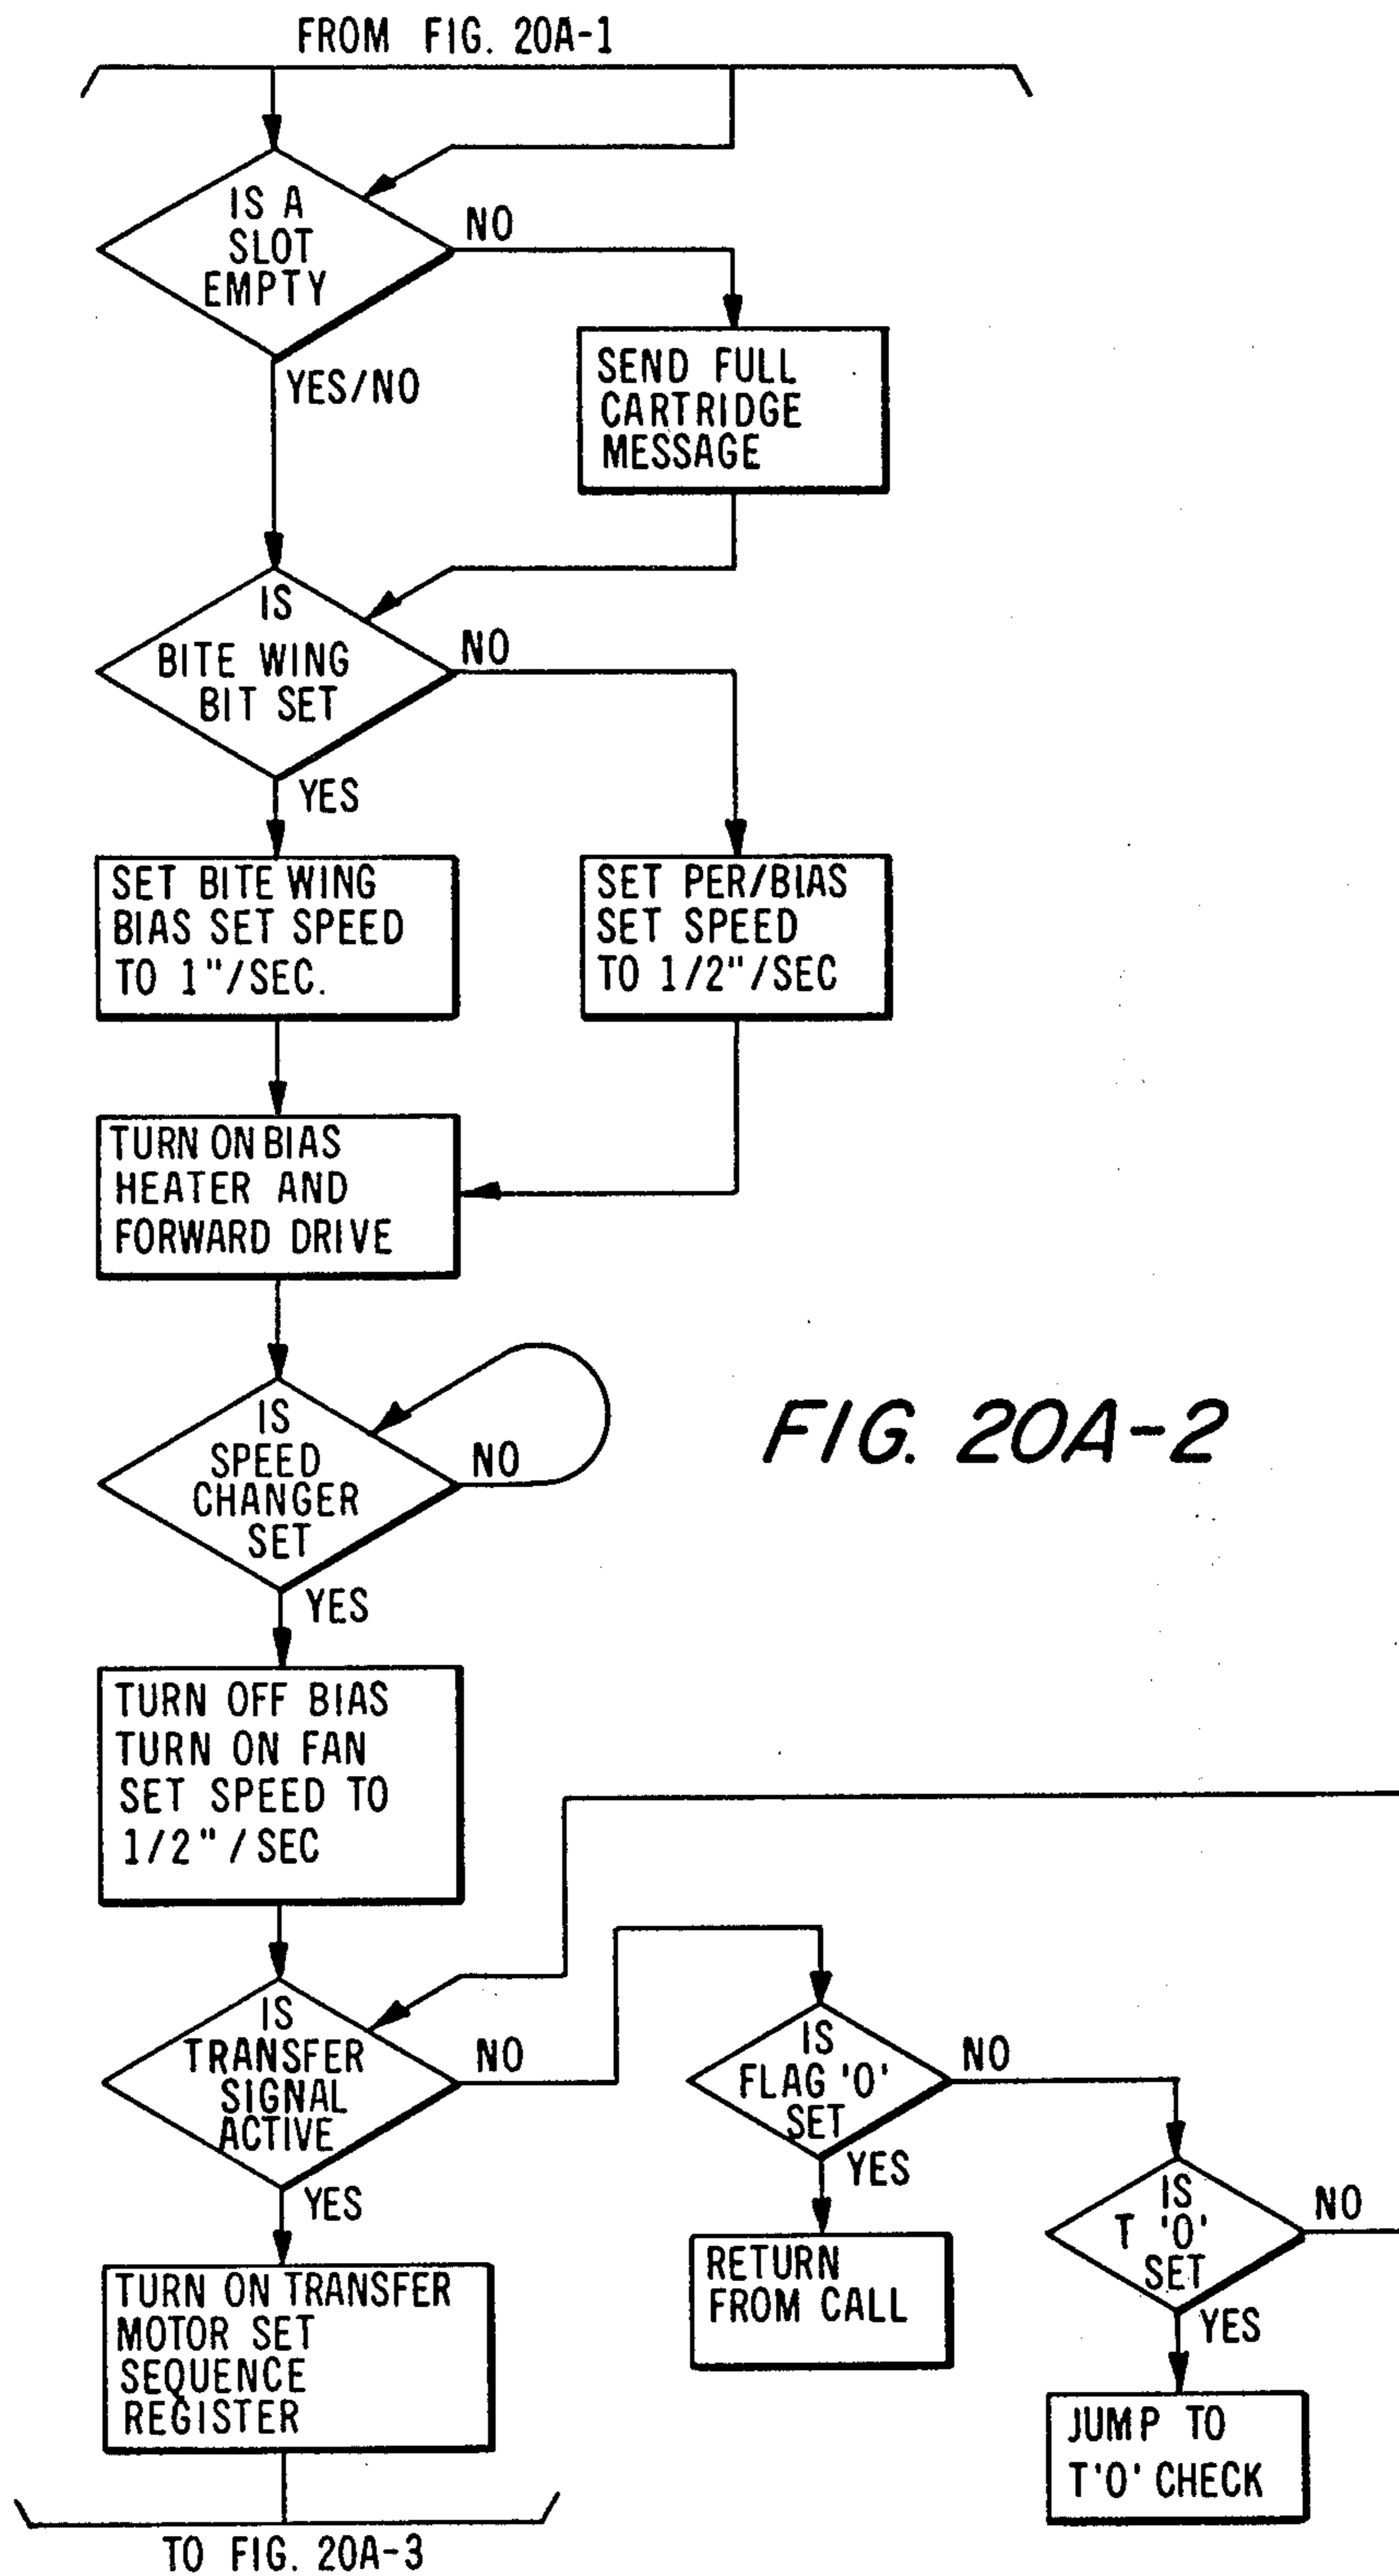 FROM FIG. 20A-1
IS A
SLOT
EMPTY
NO
YES/NO
SEND FULL
CARTRIDGE
MESSAGE
IS
BITE WING
BIT SET
NO
YES
SET BITE WING
BIAS SET SPEED
TO 1"/SEC.
SET PER/BIAS
SET SPEED
TO 1/2"/SEC
TURN ON BIAS
HEATER AND
FORWARD DRIVE
IS
SPEED
CHANGER
SET
NO
YES
FIG. 20A-2
TURN OFF BIAS
TURN ON FAN
SET SPEED TO
1/2"/SEC
IS
TRANSFER
SIGNAL
ACTIVE
NO
YES
IS
FLAG 'O'
SET
NO
YES
IS
T 'O'
SET
NO
YES
TURN ON TRANSFER
MOTOR SET
SEQUENCE
REGISTER
RETURN
FROM CALL
JUMP TO
T'O' CHECK
TO FIG. 20A-3